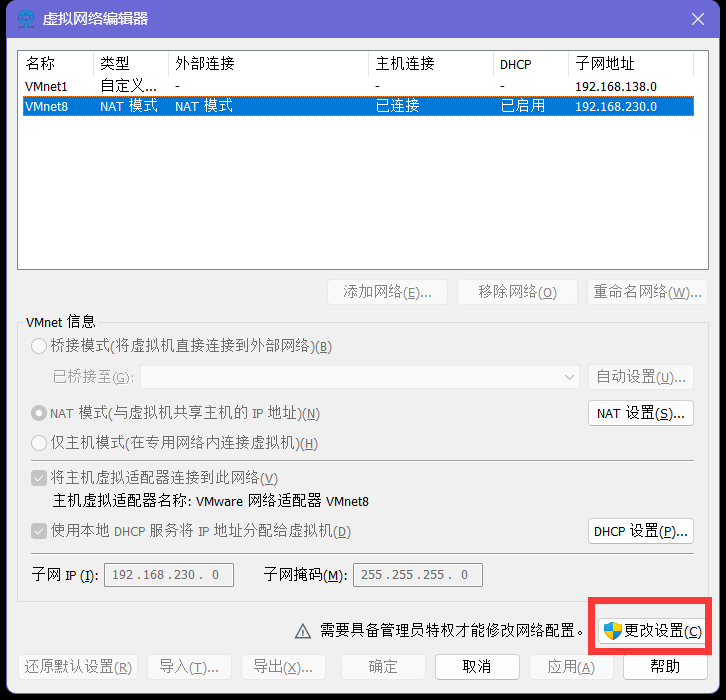 虚拟网络编辑器
名称 类型 外部连接 主机连接 DHCP 子网地址
VMnet1 自定义... - - - 192.168.138.0
VMnet8 NAT 模式 NAT 模式 已连接 已启用 192.168.230.0
添加网络(E)... 移除网络(O) 重命名网络(W)...
VMnet 信息
桥接模式(将虚拟机直接连接到外部网络)(B)
已桥接至(G): 自动设置(U)...
NAT 模式(与虚拟机共享主机的 IP 地址)(N) NAT 设置(S)...
仅主机模式(在专用网络内连接虚拟机)(H)
将主机虚拟适配器连接到此网络(V)
主机虚拟适配器名称: VMware 网络适配器 VMnet8
使用本地 DHCP 服务将 IP 地址分配给虚拟机(D) DHCP 设置(P)...
子网 IP (I): 192.168.230. 0 子网掩码(M): 255.255.255. 0
需要具备管理员特权才能修改网络配置。 更改设置(C)
还原默认设置(R) 导入(T)... 导出(X)... 确定 取消 应用(A) 帮助